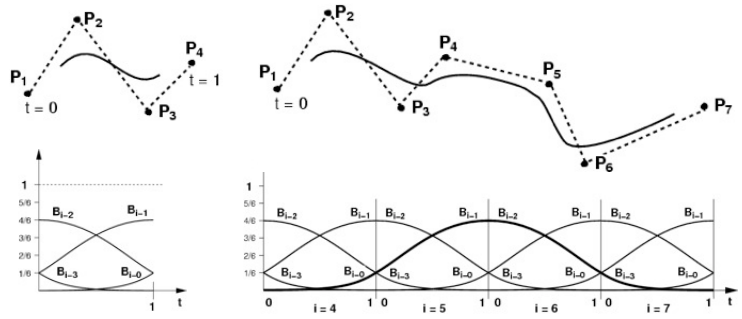 P2
P4
P1
t = 1
t = 0
P3
P2
P4
P1
P5
t = 0
P3
P7
P6
1
5/6
4/6
3/6
2/6
1/6
Bi−2
Bi−1
Bi−3
Bi−0
1
t
1
5/6
4/6
3/6
2/6
1/6
Bi−2 Bi−1 Bi−2 Bi−1 Bi−2 Bi−1 Bi−2 Bi−1
Bi−3 Bi−0 Bi−3 Bi−0 Bi−3 Bi−0 Bi−3 Bi−0
0 i = 4 1 0 i = 5 1 0 i = 6 1 0 i = 7 1 t